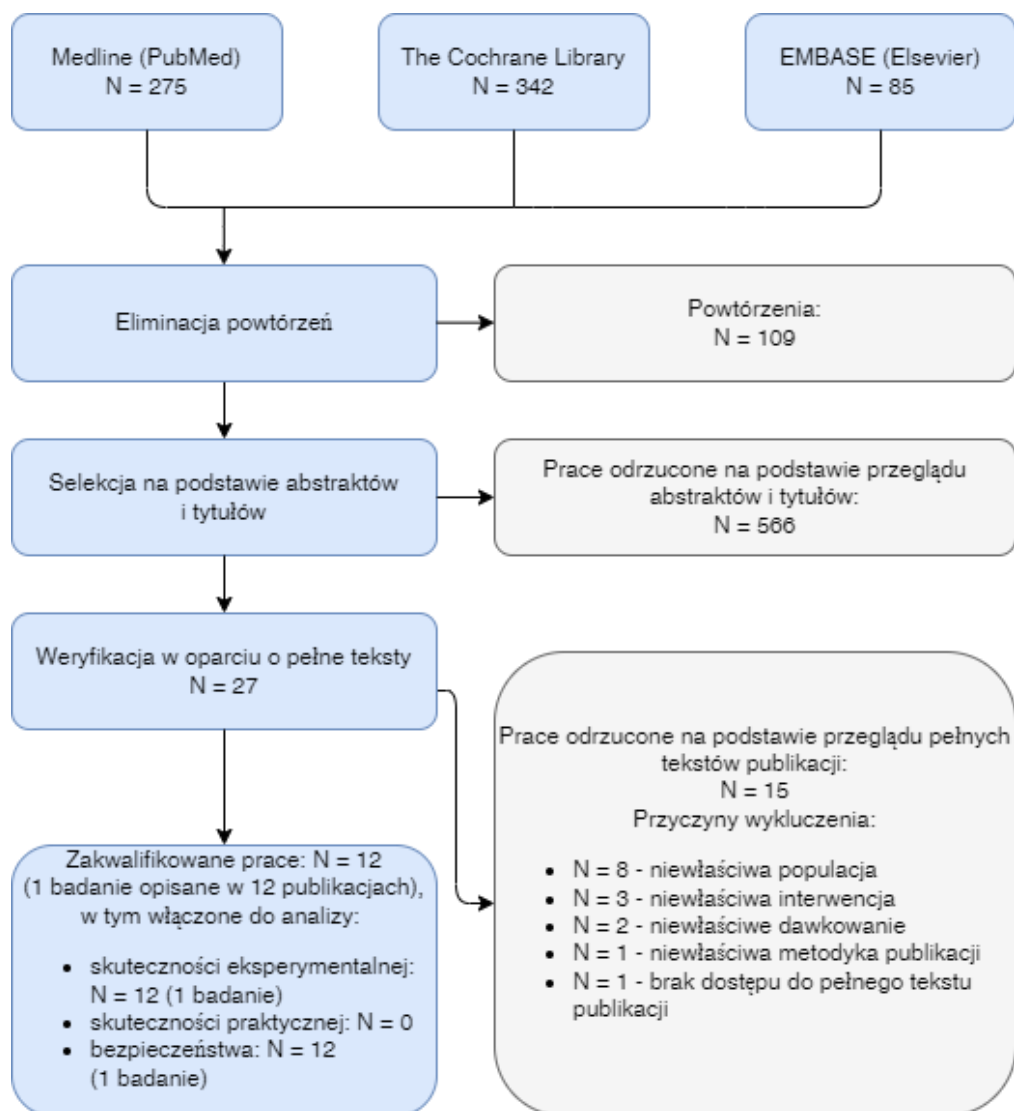 Medline (PubMed)
N = 275
The Cochrane Library
N = 342
EMBASE (Elsevier)
N = 85
Eliminacja powtórzeń
Powtórzenia:
N = 109
Selekcja na podstawie abstraktów
i tytułów
Prace odrzucone na podstawie przeglądu
abstraktów i tytułów:
N = 566
Weryfikacja w oparciu o pełne teksty
N = 27
Prace odrzucone na podstawie przeglądu pełnych
tekstów publikacji:
N = 15
Przyczyny wykluczenia:
• N = 8 - niewłaściwa populacja
• N = 3 - niewłaściwa interwencja
• N = 2 - niewłaściwe dawkowanie
• N = 1 - niewłaściwa metodyka publikacji
• N = 1 - brak dostępu do pełnego tekstu
publikacji
Zakwalifikowane prace: N = 12
(1 badanie opisane w 12 publikacjach),
w tym włączone do analizy:
• skuteczności eksperymentalnej:
N = 12 (1 badanie)
• skuteczności praktycznej: N = 0
• bezpieczeństwa: N = 12
(1 badanie)